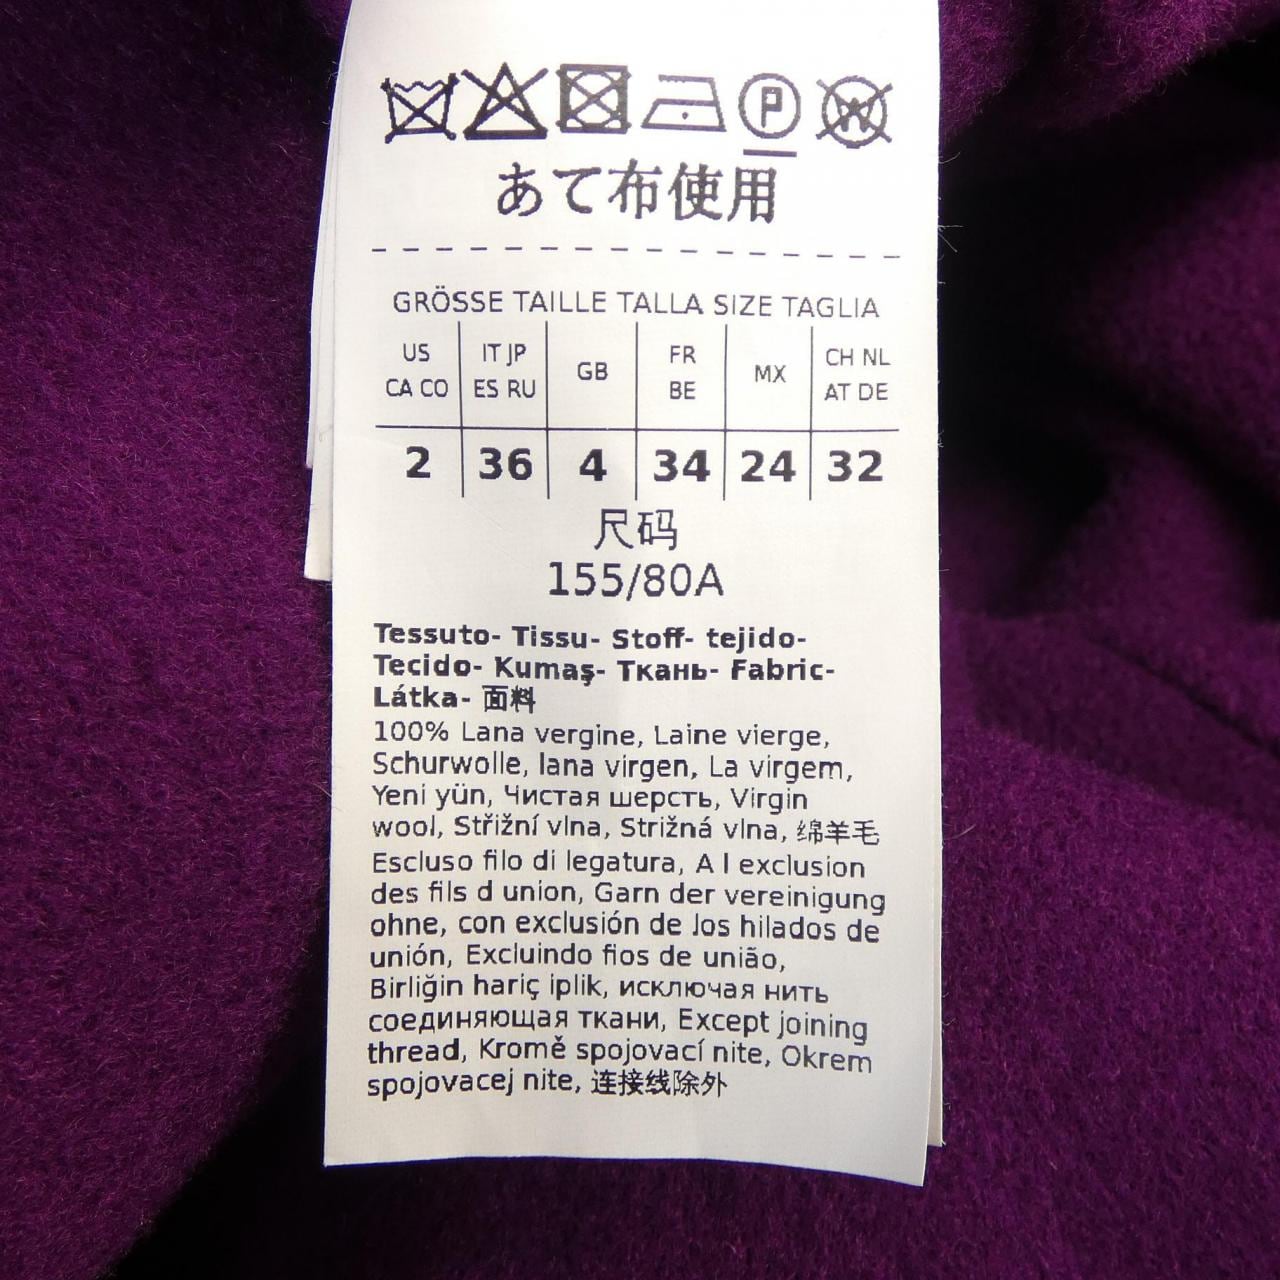 P W
あて布使用
GRÖSSE TAILLE TALLA SIZE TAGLIA
US IT JP GB FR MX CH NL
CA CO ES RU BE AT DE
2 36 4 34 24 32
尺码
155/80A
Tessuto- Tissu- Stoff- tejido-
Tecido- Kumaş- Ткань- Fabric-
Látka- 面料
100% Lana vergine, Laine vierge,
Schurwolle, lana virgen, La virgem,
Yeni yün, Чистая шерсть, Virgin
wool, Střižní vlna, Strižná vlna, 绵羊毛
Escluso filo di legatura, A l exclusion
des fils d union, Garn der vereinigung
ohne, con exclusión de los hilados de
unión, Excluindo fios de união,
Birliğin hariç iplik, исключая нить
соединяющая ткани, Except joining
thread, Kromě spojovací nite, Okrem
spojovacej nite, 连接线除外